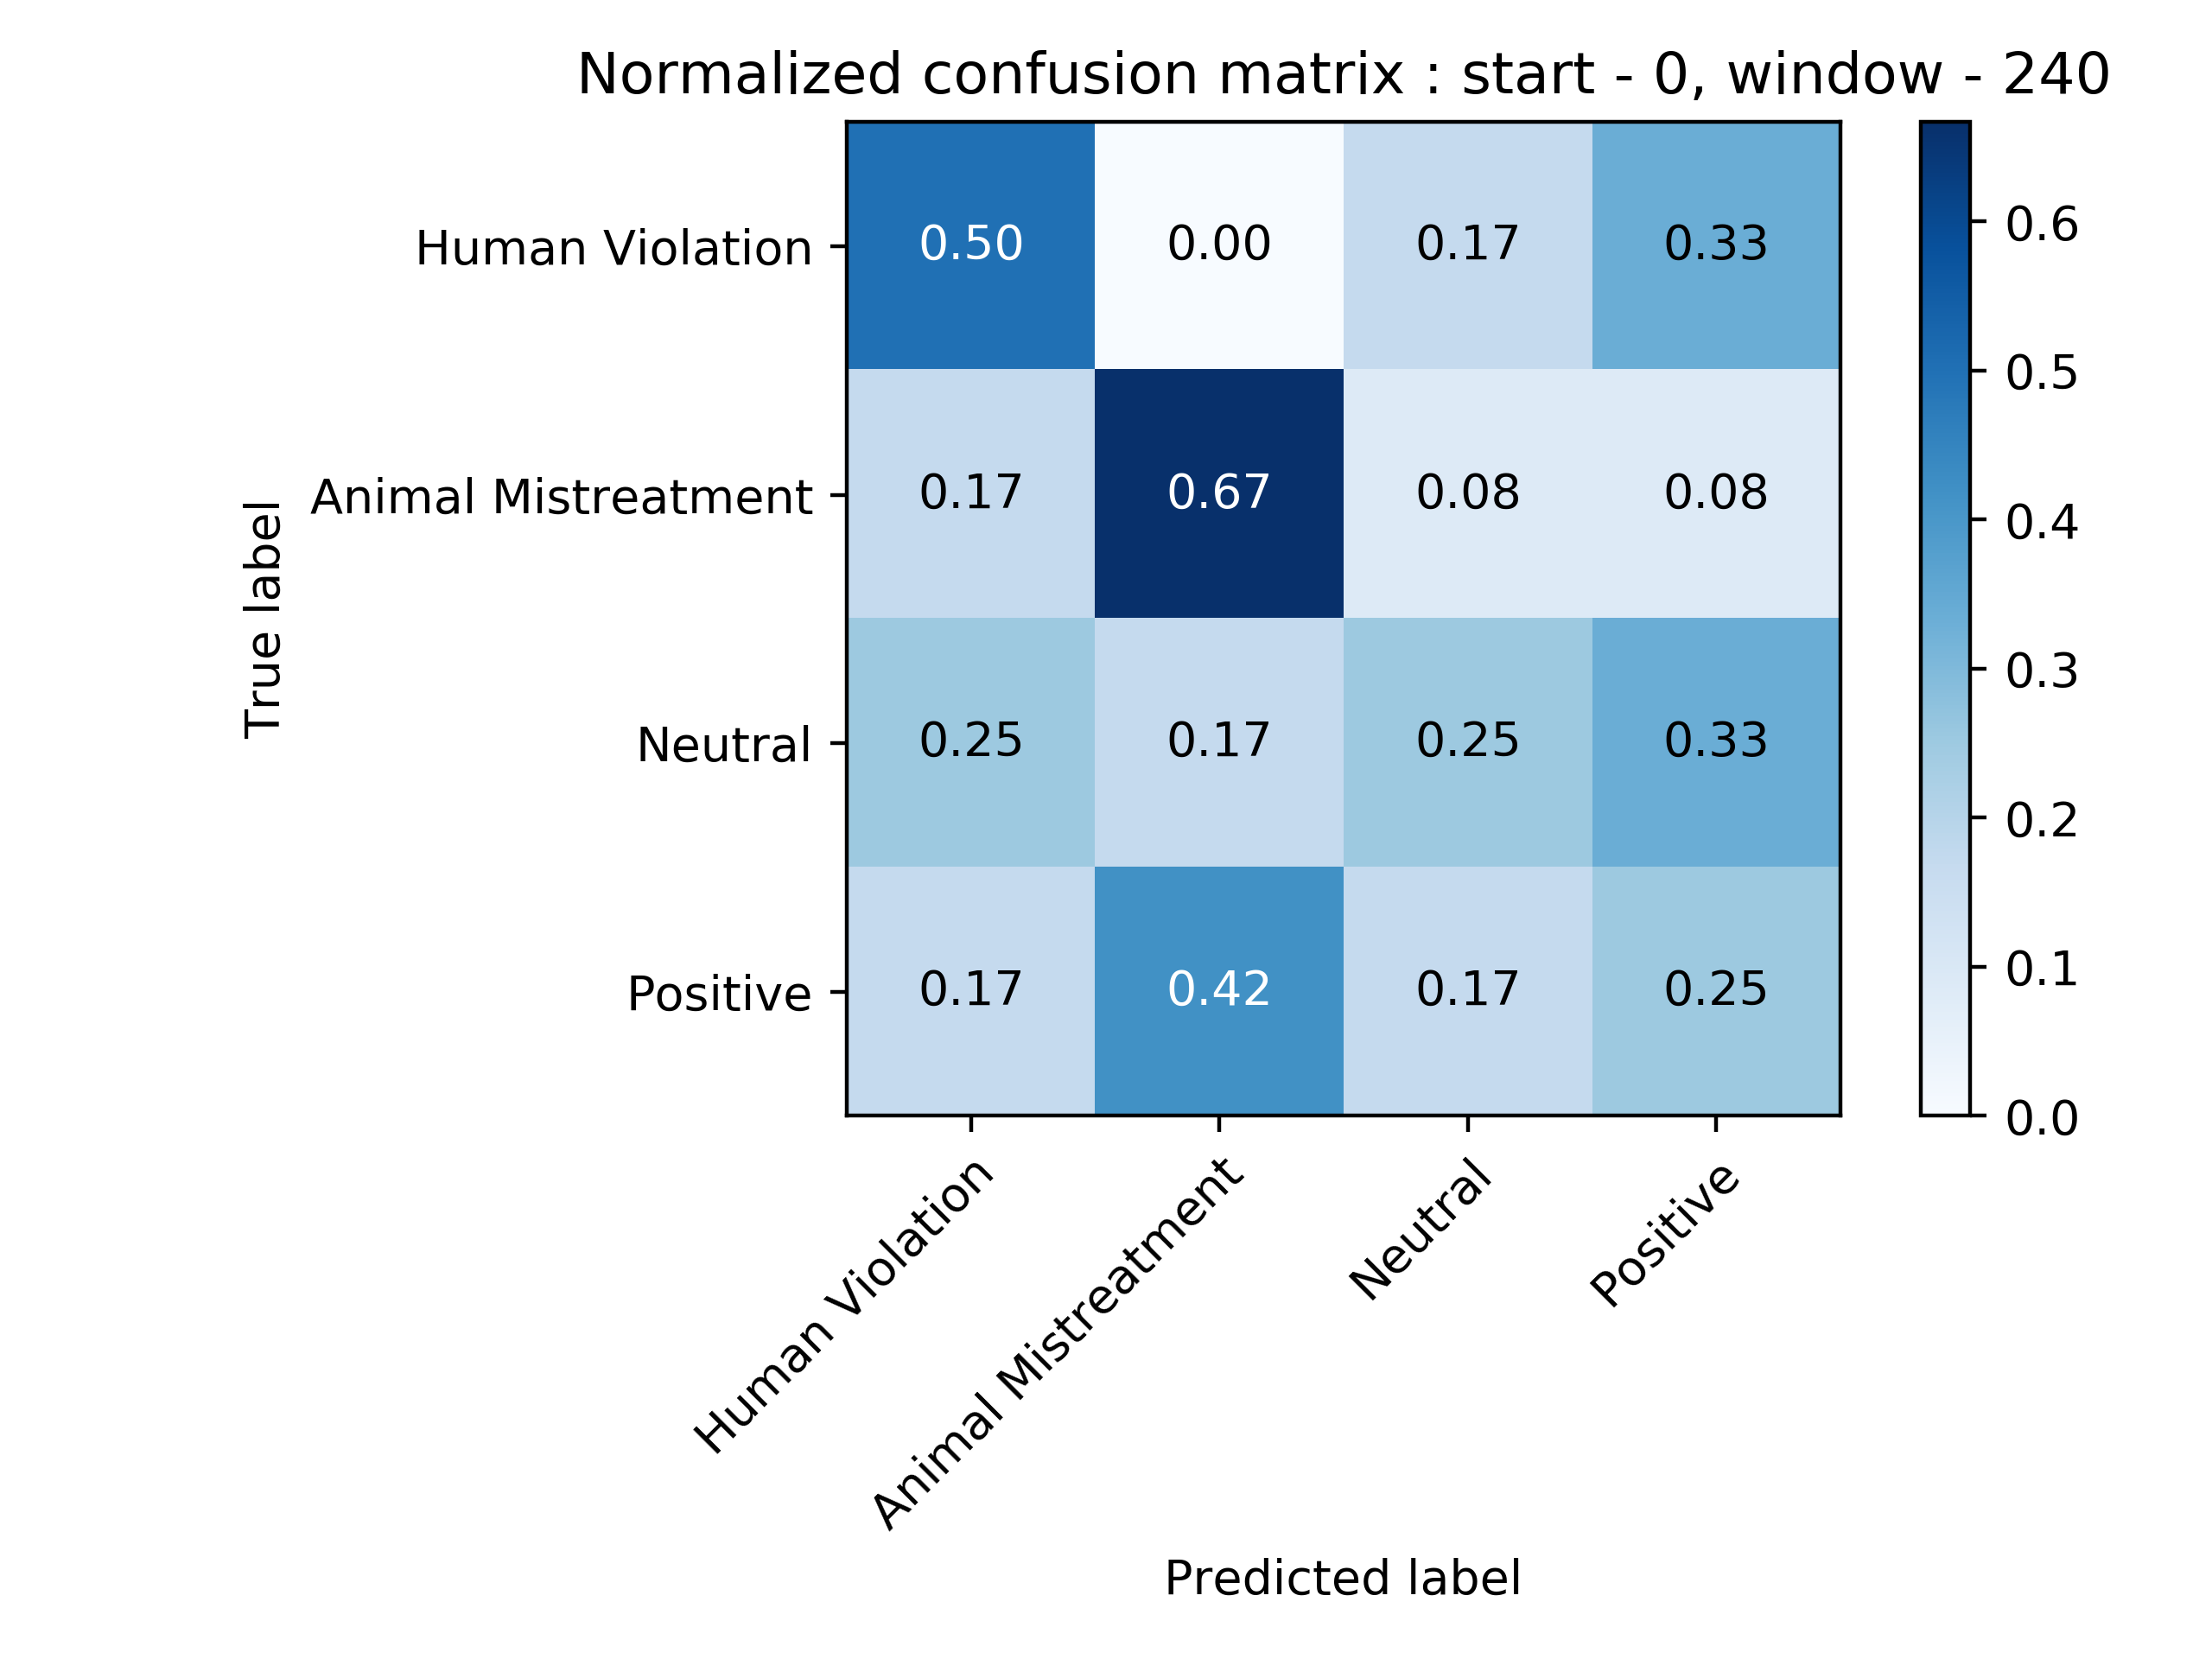 Normalized confusion matrix : start - 0, window - 240
True label
Human Violation
0.50 0.00 0.17 0.33
Animal Mistreatment
0.17 0.67 0.08 0.08
Neutral
0.25 0.17 0.25 0.33
Positive
0.17 0.42 0.17 0.25
Human Violation
Animal Mistreatment
Neutral
Positive
Predicted label
0.6
0.5
0.4
0.3
0.2
0.1
0.0